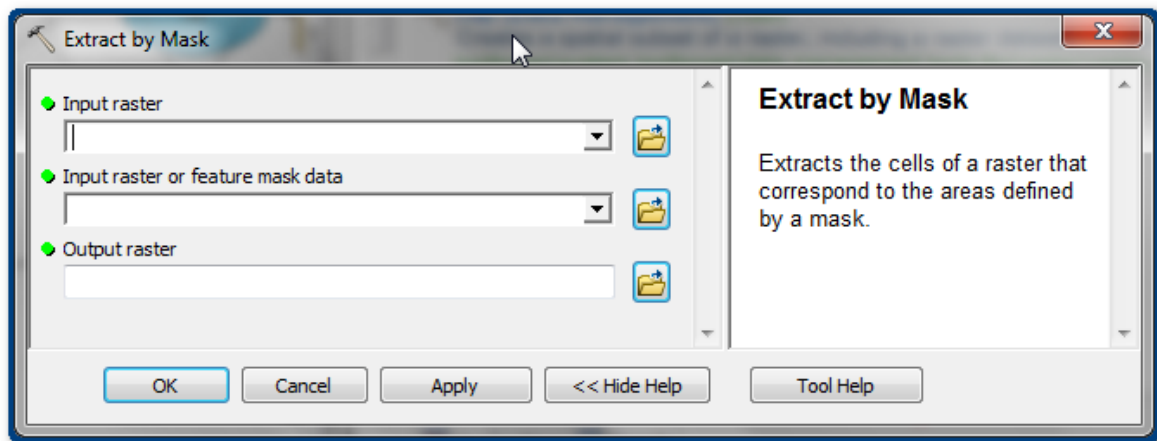 Extract by Mask
Input raster
Input raster or feature mask data
Output raster
Extract by Mask
Extracts the cells of a raster that
correspond to the areas defined
by a mask.
OK
Cancel
Apply
<< Hide Help
Tool Help